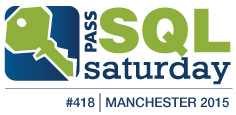 PASS
SQL
saturday
#418 | MANCHESTER 2015